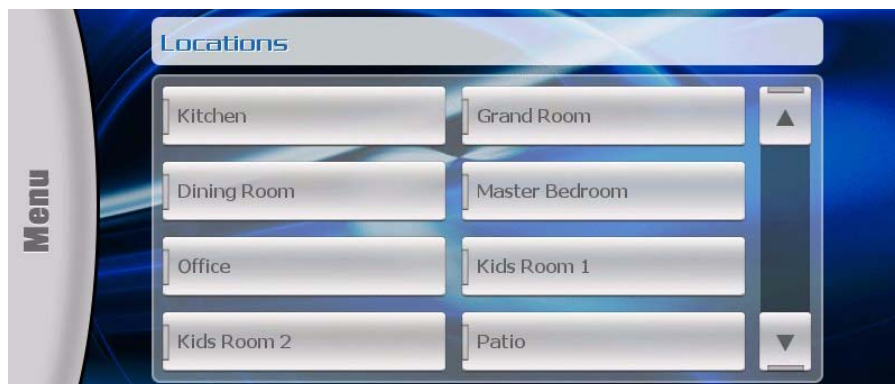 Locations
Kitchen
Grand Room
Dining Room
Master Bedroom
Office
Kids Room 1
Kids Room 2
Patio
Menu